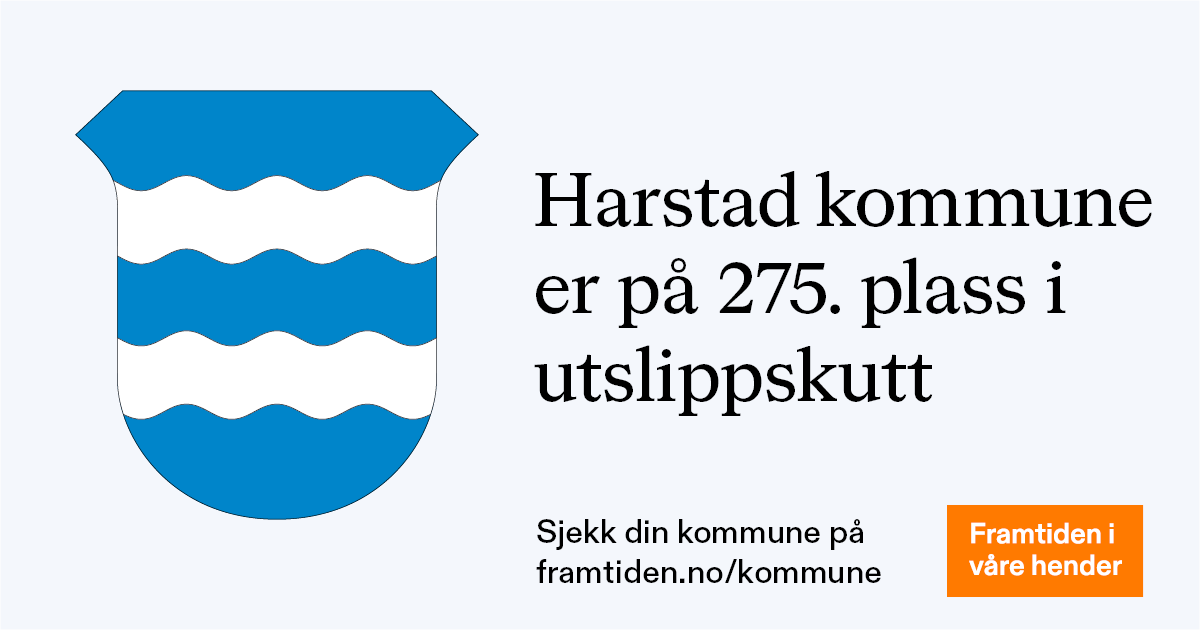 Harstad kommune
er på 275. plass i
utslippskutt
Sjekk din kommune på
framtiden.no/kommune
Framtiden i
våre hender